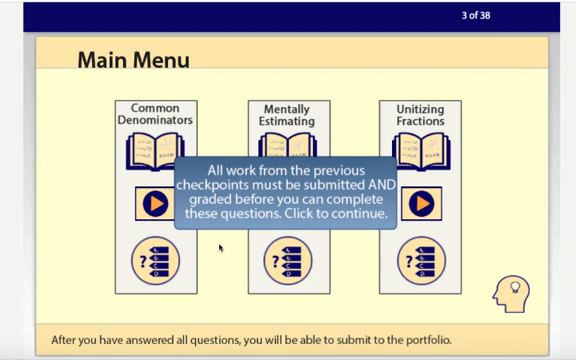 3 of 38
Main Menu
Common
Denominators
Mentally
Estimating
Unitizing
Fractions
All work from the previous
checkpoints must be submitted AND
graded before you can complete
these questions. Click to continue.
?
A
B
C
D
?
A
B
C
D
?
A
B
C
D
After you have answered all questions, you will be able to submit to the portfolio.